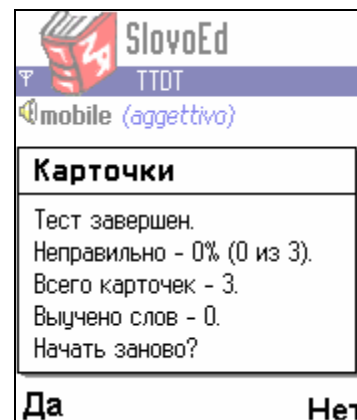 SlovoEd
TTDT
mobile (aggettivo)
Карточки
Тест завершен.
Неправильно - 0% (0 из 3).
Всего карточек - 3.
Выучено слов - 0.
Начать заново?
Да Нет